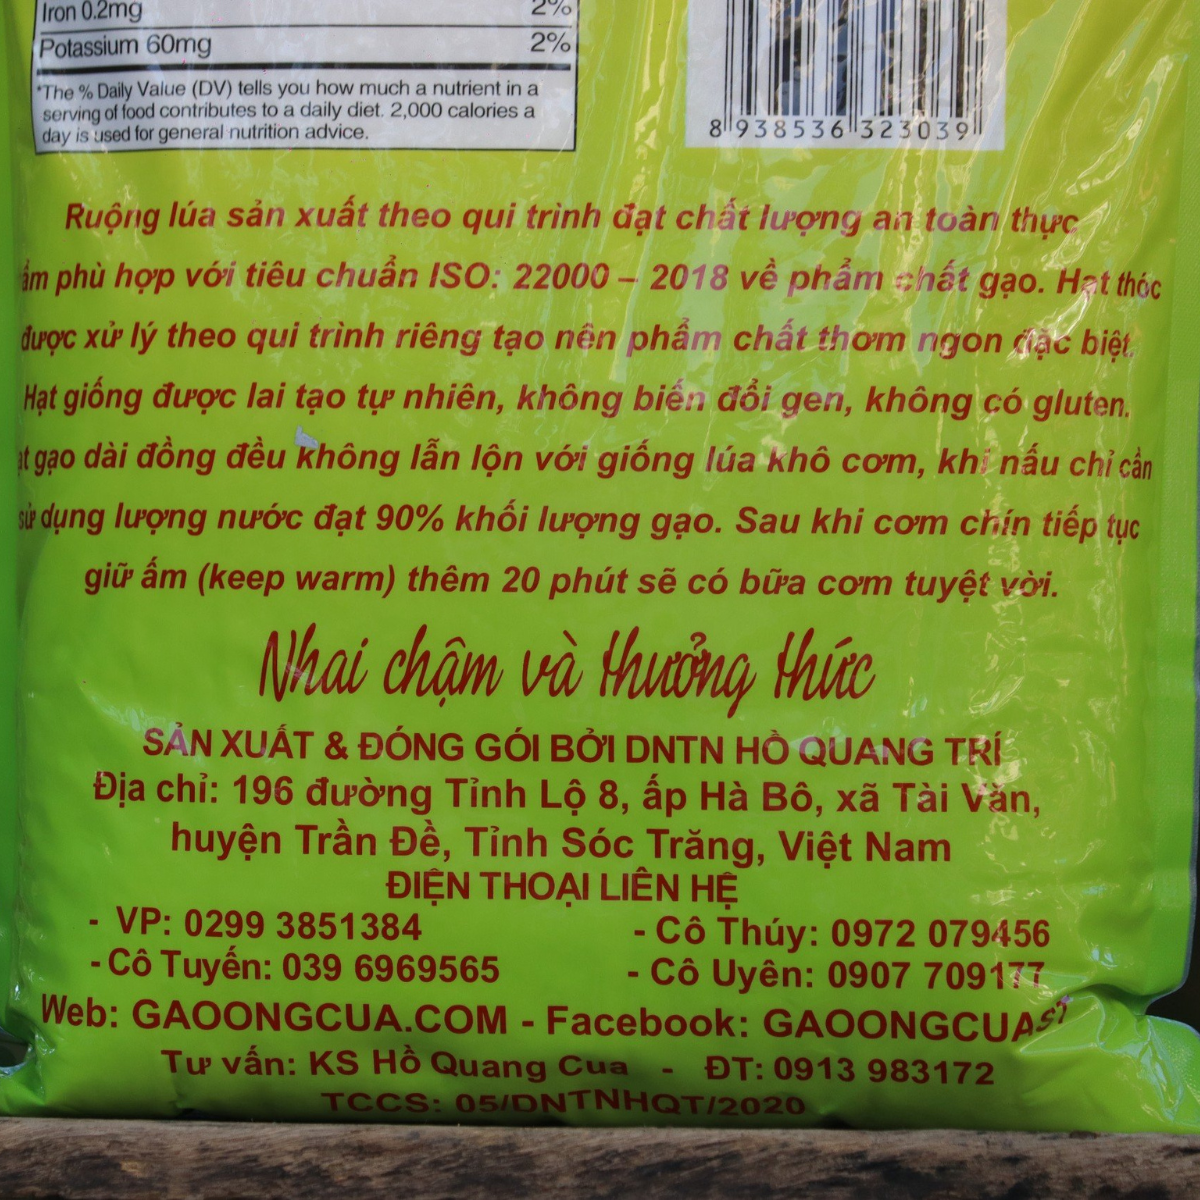 Iron 0.2mg 2%
Potassium 60mg 2%
*The % Daily Value (DV) tells you how much a nutrient in a
serving of food contributes to a daily diet. 2,000 calories a
day is used for general nutrition advice.
8 938536 323039
Ruộng lúa sản xuất theo qui trình đạt chất lượng an toàn thực
phù hợp với tiêu chuẩn ISO: 22000 – 2018 về phẩm chất gạo. Hạt thóc
được xử lý theo qui trình riêng tạo nên phẩm chất thơm ngon đặc biệt.
Hạt giống được lai tạo tự nhiên, không biến đổi gen, không có gluten.
gạo dài đồng đều không lẫn lộn với giống lúa khô cơm, khi nấu chỉ cần
sử dụng lượng nước đạt 90% khối lượng gạo. Sau khi cơm chín tiếp tục
giữ ấm (keep warm) thêm 20 phút sẽ có bữa cơm tuyệt vời.
Nhai chậm và thưởng thức
SẢN XUẤT & ĐÓNG GÓI BỞI DNTN HỒ QUANG TRÍ
Địa chỉ: 196 đường Tỉnh Lộ 8, ấp Hà Bô, xã Tài Văn,
huyện Trần Đề, Tỉnh Sóc Trăng, Việt Nam
ĐIỆN THOẠI LIÊN HỆ
- VP: 0299 3851384 - Cô Thúy: 0972 079456
- Cô Tuyến: 039 6969565 - Cô Uyên: 0907 709177
Web: GAOONGCUA.COM - Facebook: GAOONGCUAST
Tư vấn: KS Hồ Quang Cua - ĐT: 0913 983172
TCCS: 05/DNTNHQT/2020